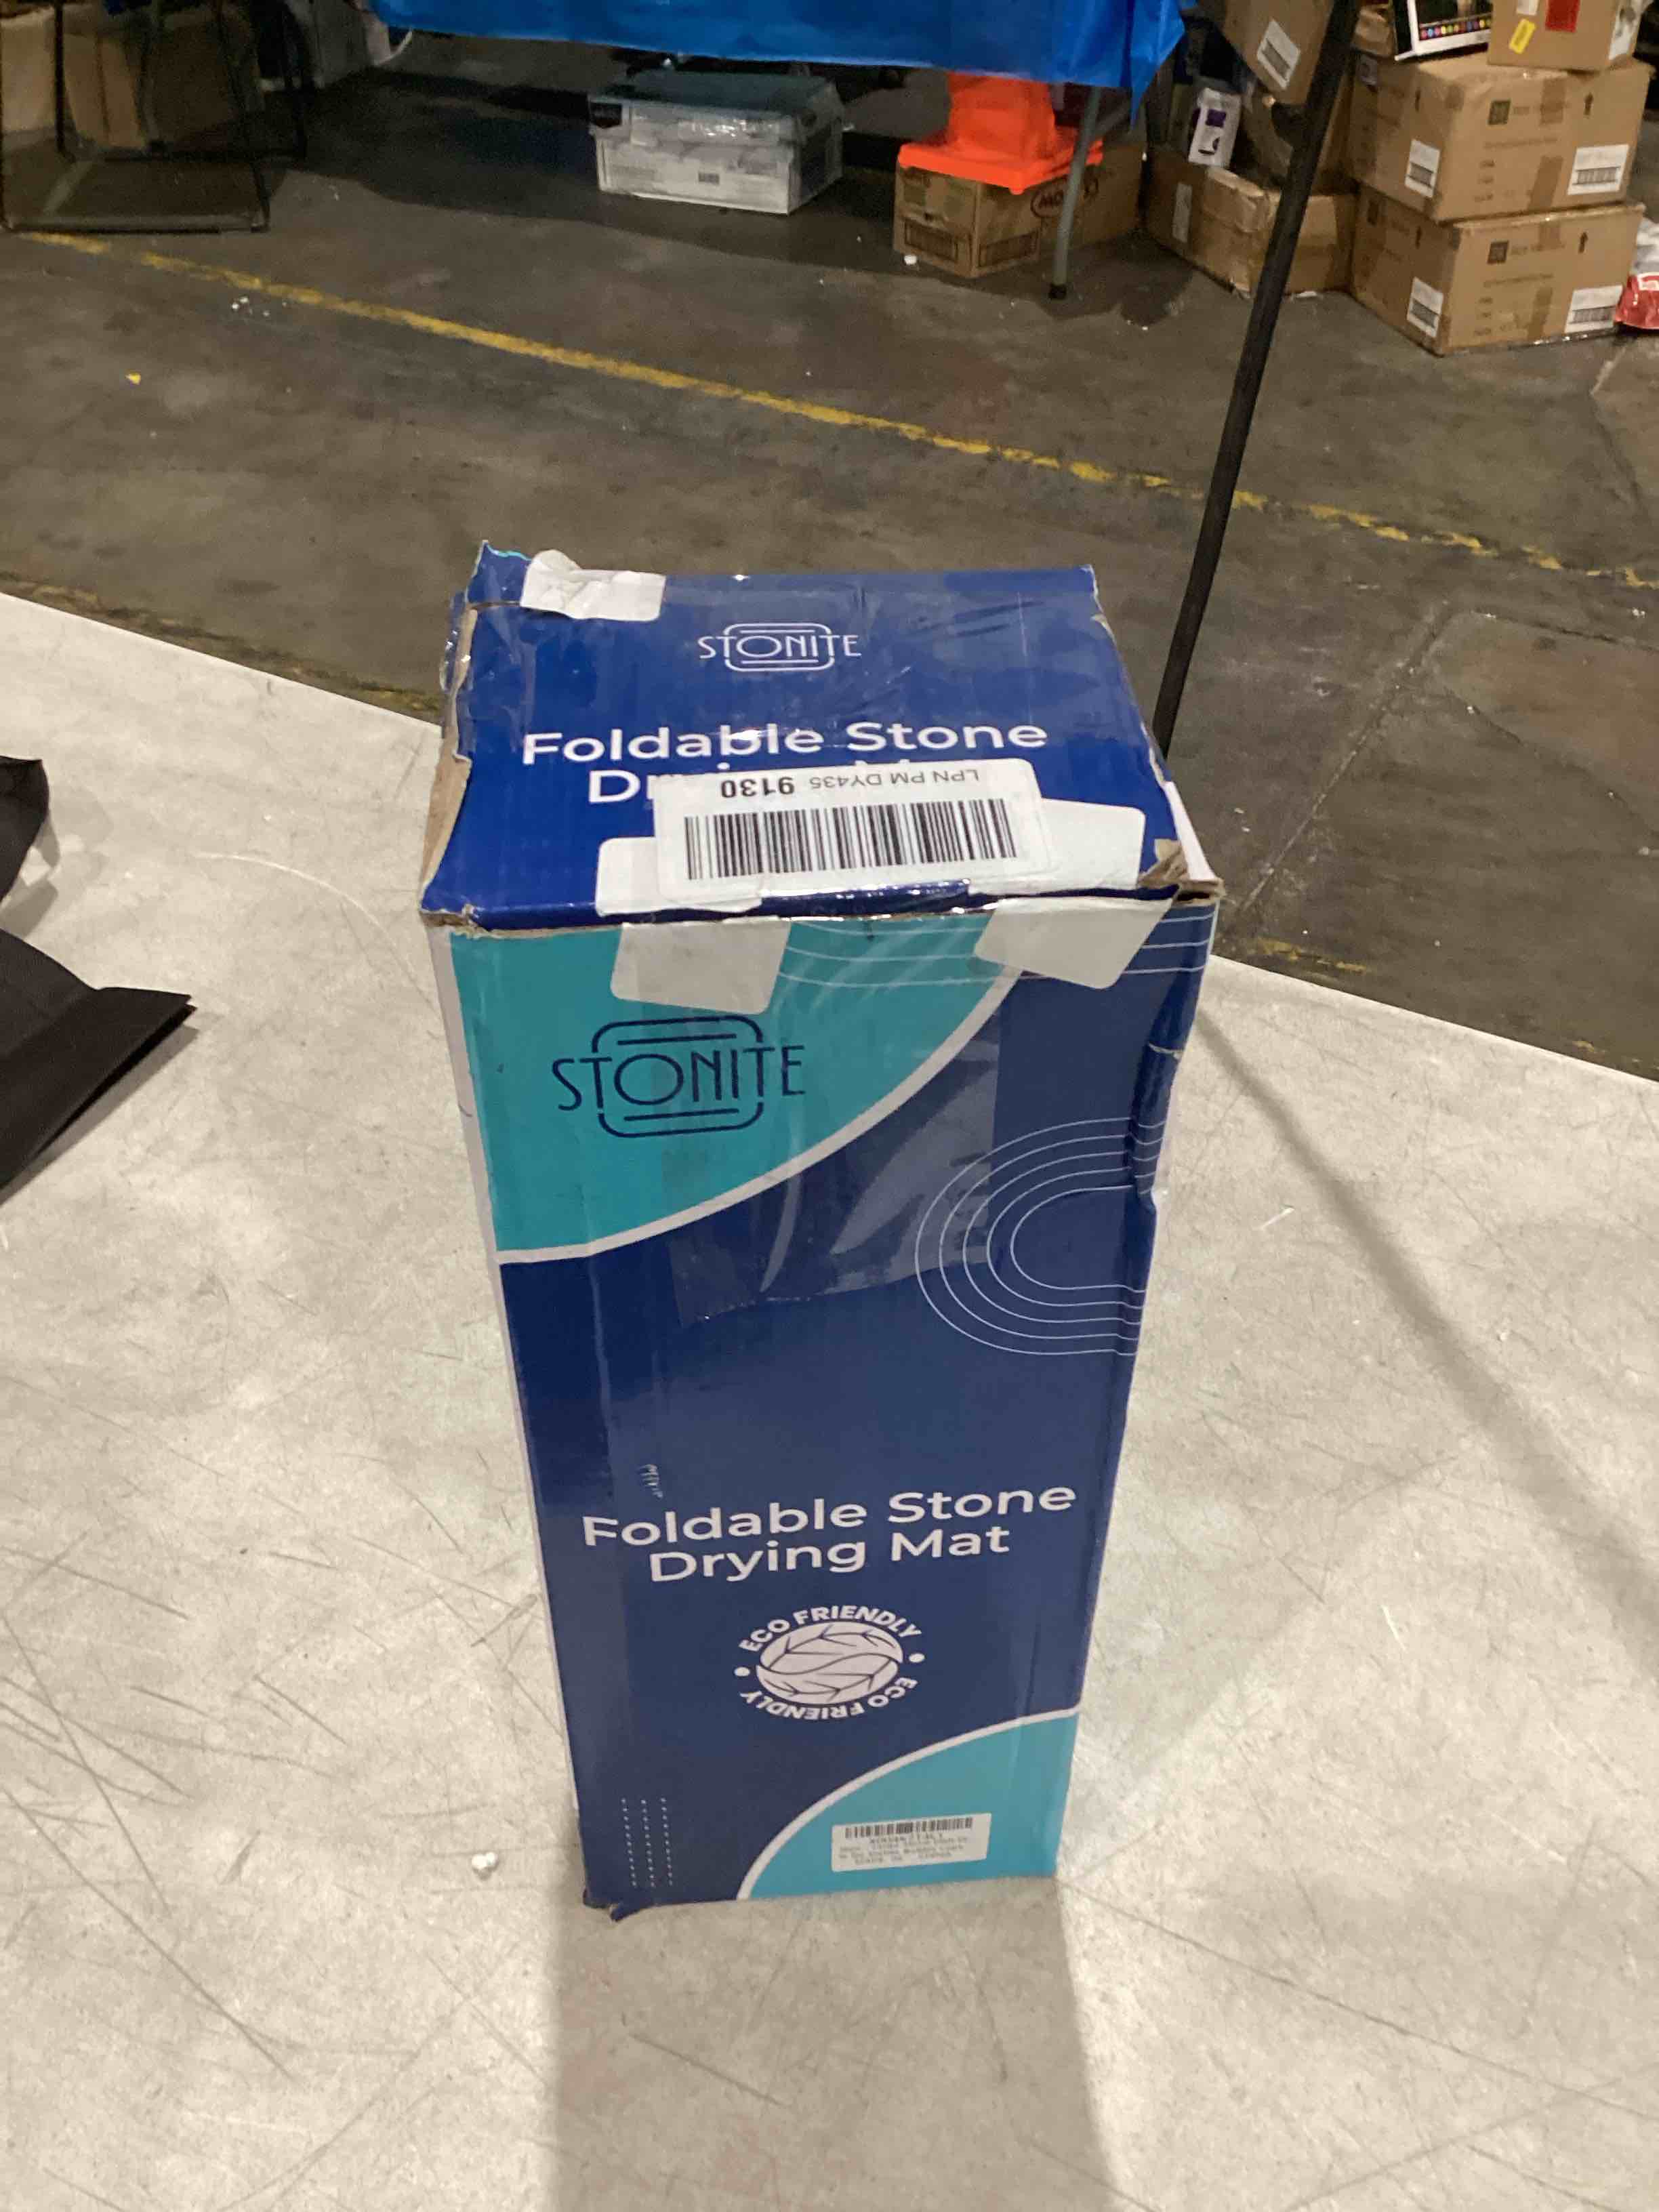 STONITE
Foldable Stone
LPN PM DY435 9130
STONITE
Foldable Stone
Drying Mat
ECO FRIENDLY
ECO FRIENDLY